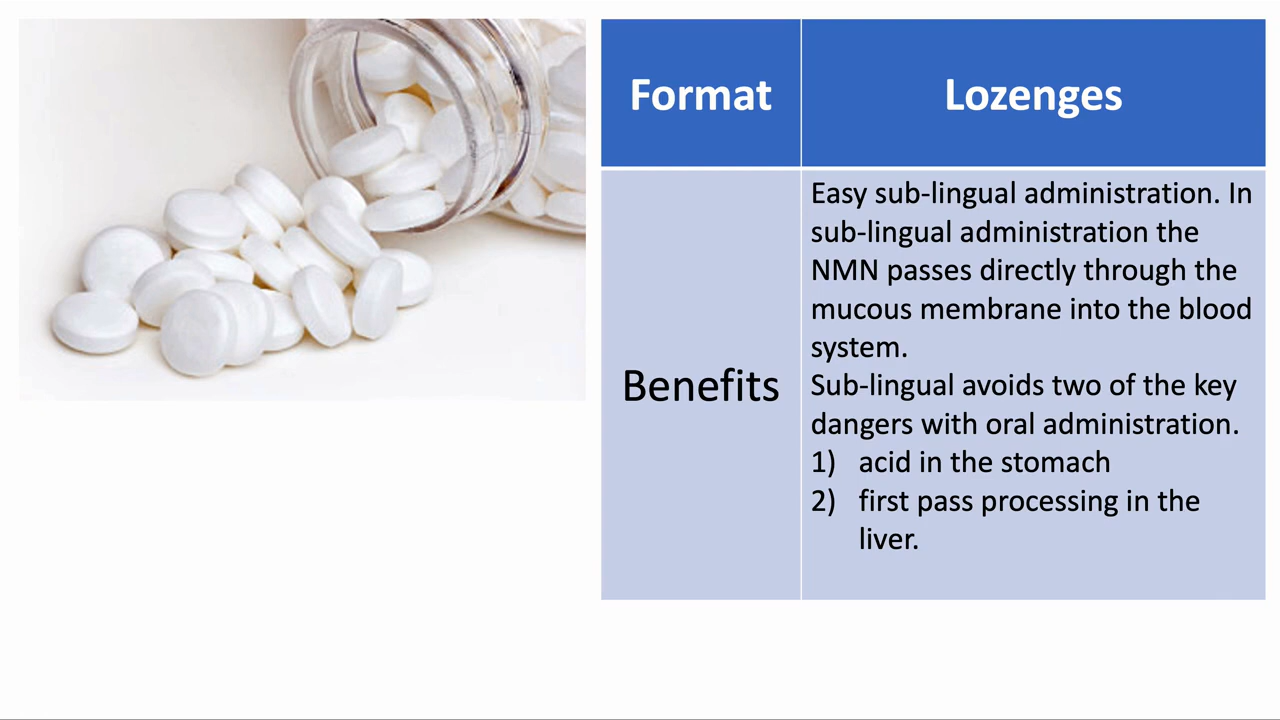 Format
Lozenges
Benefits
Easy sub-lingual administration. In
sub-lingual administration the
NMN passes directly through the
mucous membrane into the blood
system.
Sub-lingual avoids two of the key
dangers with oral administration.
1) acid in the stomach
2) first pass processing in the
liver.